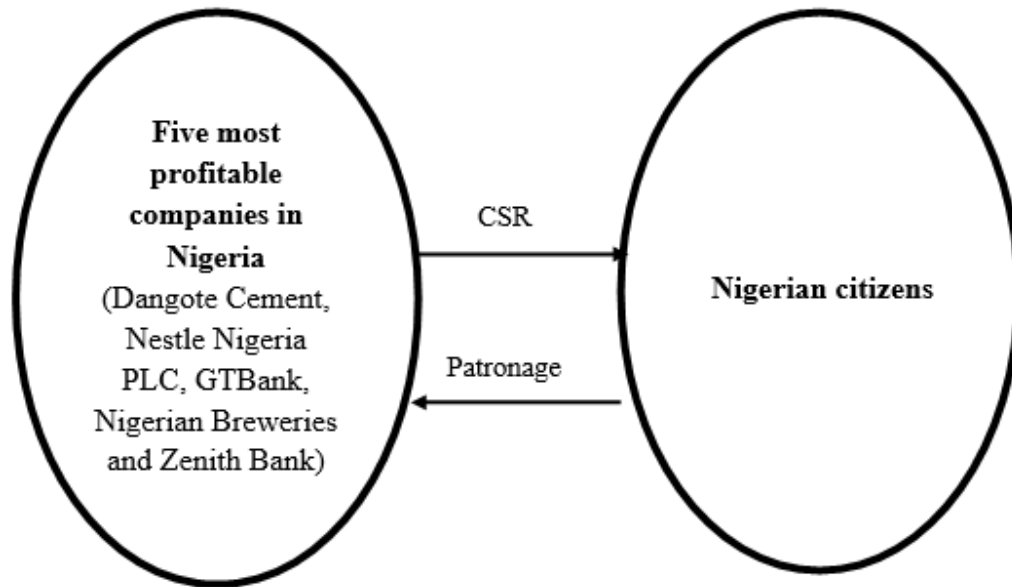 Five most
profitable
companies in
Nigeria
(Dangote Cement,
Nestle Nigeria
PLC, GTBank,
Nigerian Breweries
and Zenith Bank)
CSR
Patronage
Nigerian citizens